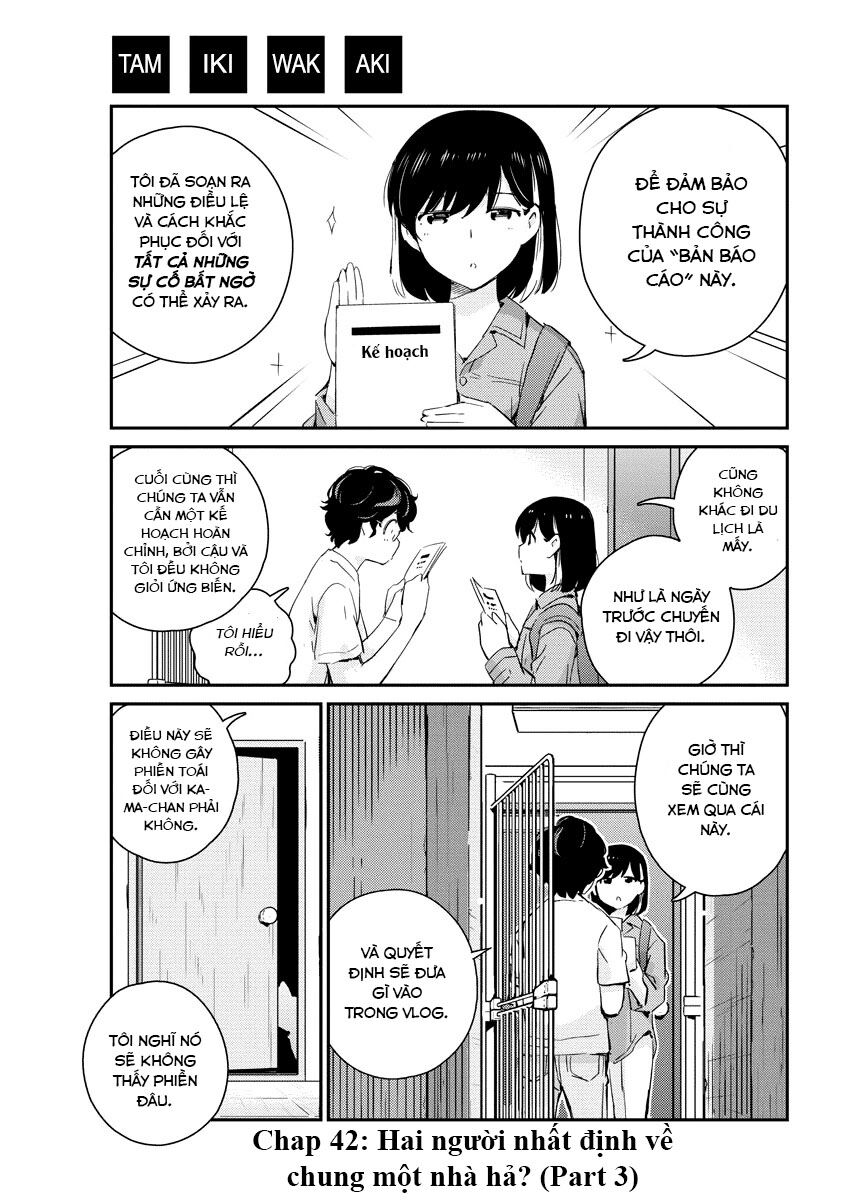 TAM IKI WAK AKI
ĐỂ ĐẢM BẢO
CHO SỰ
THÀNH CÔNG
CỦA “BẢN BÁO
CÁO” NÀY.
TÔI ĐÃ SOẠN RA
NHỮNG ĐIỀU LỆ
VÀ CÁCH KHẮC
PHỤC ĐỐI VỚI
TẤT CẢ NHỮNG
SỰ CỐ BẤT NGỜ
CÓ THỂ XẢY RA.
Kế hoạch
CŨNG
KHÔNG
KHÁC ĐI DU
LỊCH LÀ
MẤY.
NHƯ LÀ NGÀY
TRƯỚC CHUYẾN
ĐI VẬY THÔI.
CUỐI CÙNG THÌ
CHÚNG TA VẪN
CẦN MỘT KẾ
HOẠCH HOÀN
CHỈNH, BỞI CẬU VÀ
TÔI ĐỀU KHÔNG
GIỎI ỨNG BIẾN.
TÔI HIỂU
RỒI...
GIỜ THÌ
CHÚNG TA
SẼ CÙNG
XEM QUA CÁI
NÀY.
VÀ QUYẾT
ĐỊNH SẼ ĐƯA
GÌ VÀO
TRONG VLOG.
ĐIỀU NÀY SẼ
KHÔNG GÂY
PHIỀN TOÁI
ĐỐI VỚI KA-
MA-CHAN PHẢI
KHÔNG.
TÔI NGHĨ NÓ
SẼ KHÔNG
THẤY PHIỀN
ĐÂU.
Chap 42: Hai người nhất định về
chung một nhà hả? (Part 3)